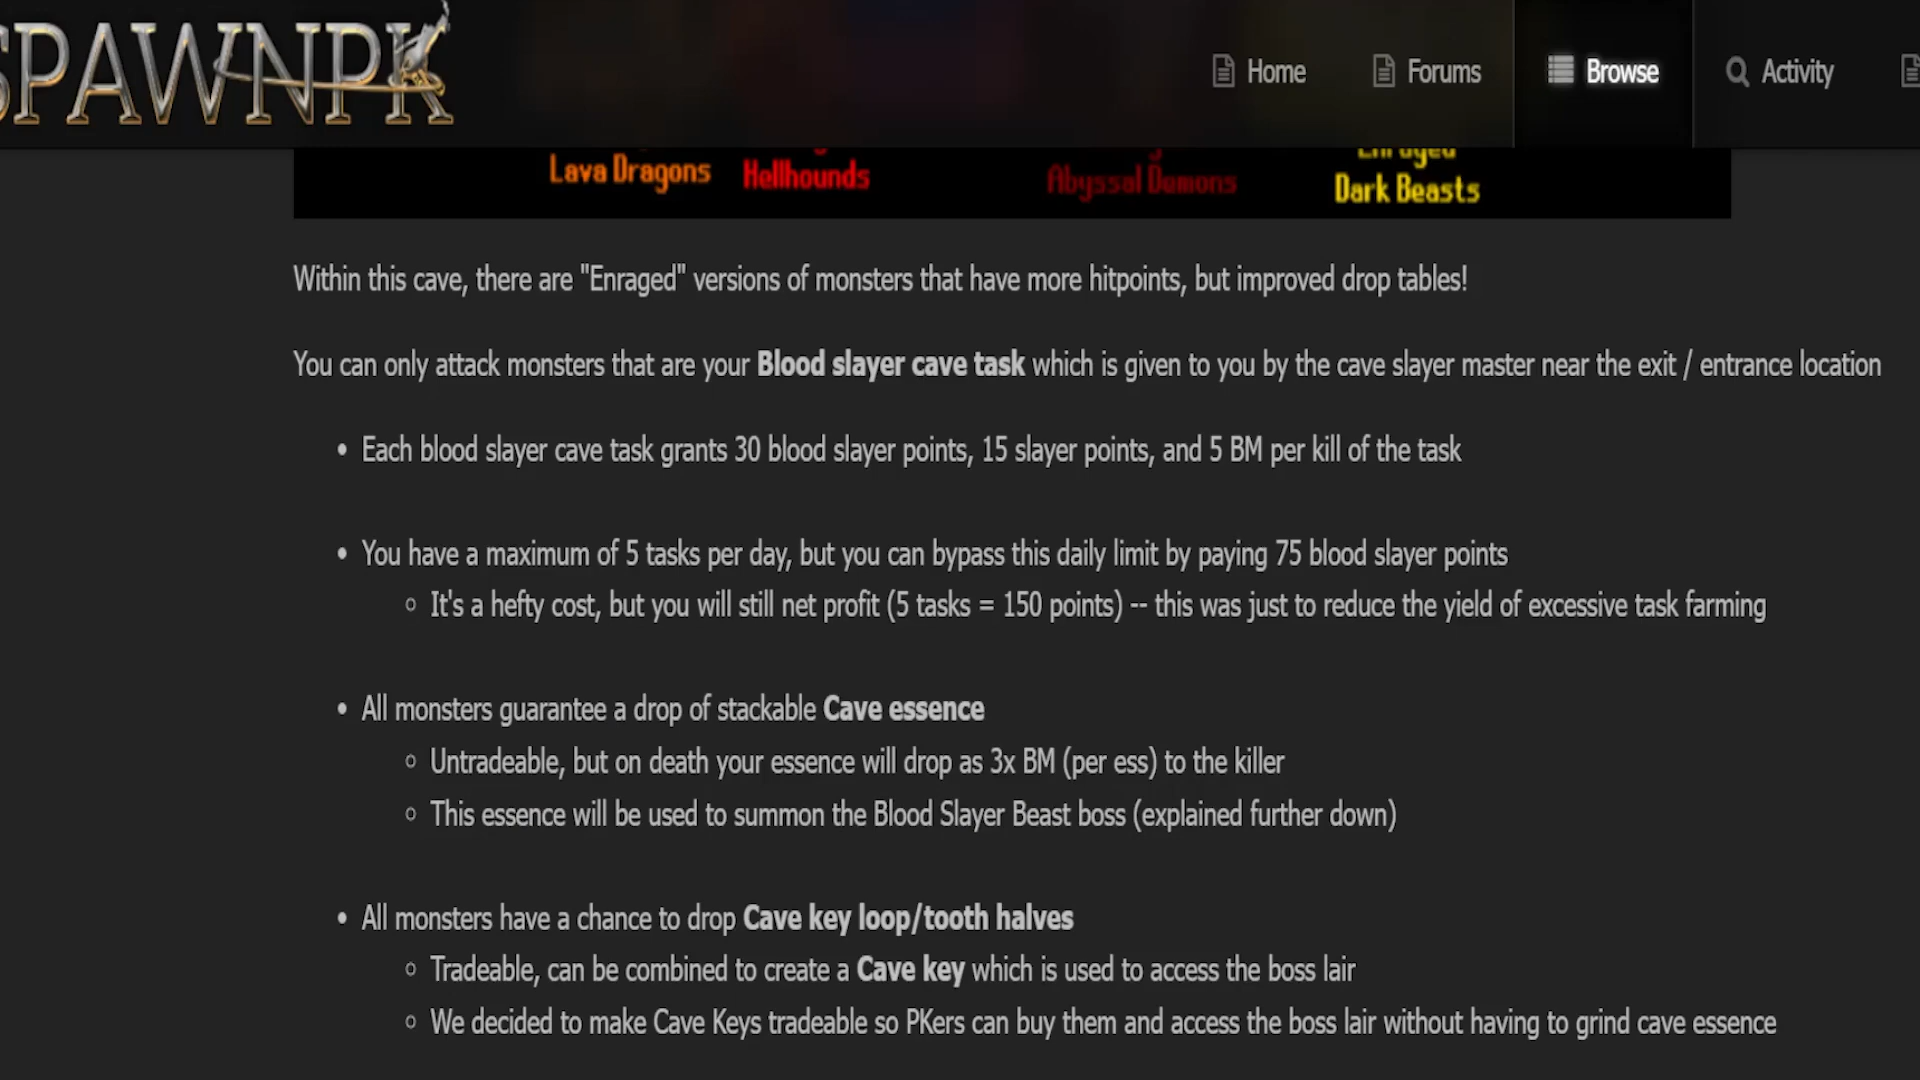 SPAWNPK
Home
Forums
Browse
Activity
Lava Dragons
Hellhounds
Abyssal Demons
Enraged
Dark Beasts
Within this cave, there are "Enraged" versions of monsters that have more hitpoints, but improved drop tables!
You can only attack monsters that are your Blood slayer cave task which is given to you by the cave slayer master near the exit / entrance location
• Each blood slayer cave task grants 30 blood slayer points, 15 slayer points, and 5 BM per kill of the task
• You have a maximum of 5 tasks per day, but you can bypass this daily limit by paying 75 blood slayer points
○ It's a hefty cost, but you will still net profit (5 tasks = 150 points) -- this was just to reduce the yield of excessive task farming
• All monsters guarantee a drop of stackable Cave essence
○ Untradeable, but on death your essence will drop as 3x BM (per ess) to the killer
○ This essence will be used to summon the Blood Slayer Beast boss (explained further down)
• All monsters have a chance to drop Cave key loop/tooth halves
○ Tradeable, can be combined to create a Cave key which is used to access the boss lair
○ We decided to make Cave Keys tradeable so PKers can buy them and access the boss lair without having to grind cave essence